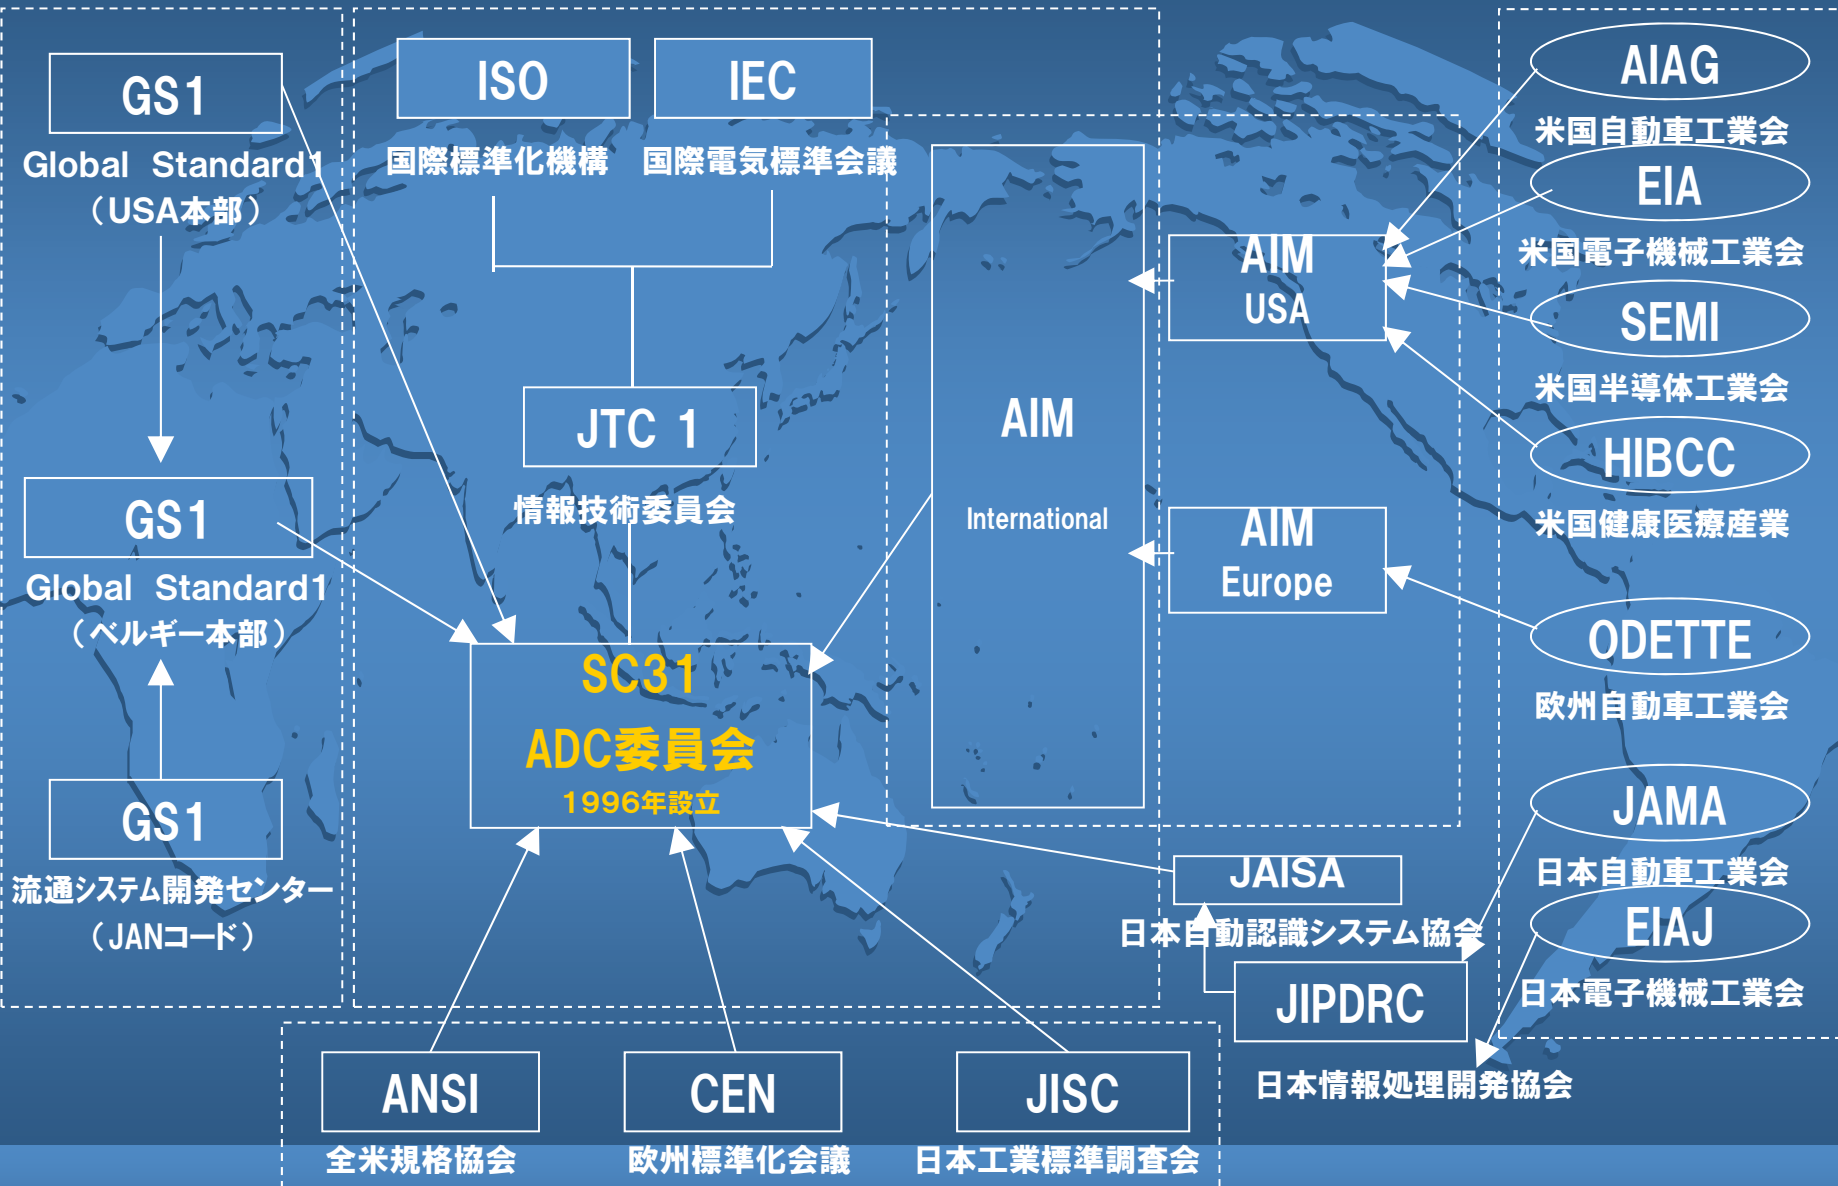 GS1
Global Standard1
（USA本部）
GS1
Global Standard1
（ベルギー本部）
GS1
流通システム開発センター
（JANコード）
ISO
国際標準化機構
IEC
国際電気標準会議
JTC 1
情報技術委員会
SC31
ADC委員会
1996年設立
AIM
International
AIM
USA
AIM
Europe
AIAG
米国自動車工業会
EIA
米国電子機械工業会
SEMI
米国半導体工業会
HIBCC
米国健康医療産業
ODETTE
欧州自動車工業会
JAMA
日本自動車工業会
EIAJ
日本電子機械工業会
JAISA
日本自動認識システム協会
JIPDRC
日本情報処理開発協会
ANSI
全米規格協会
CEN
欧州標準化会議
JISC
日本工業標準調査会